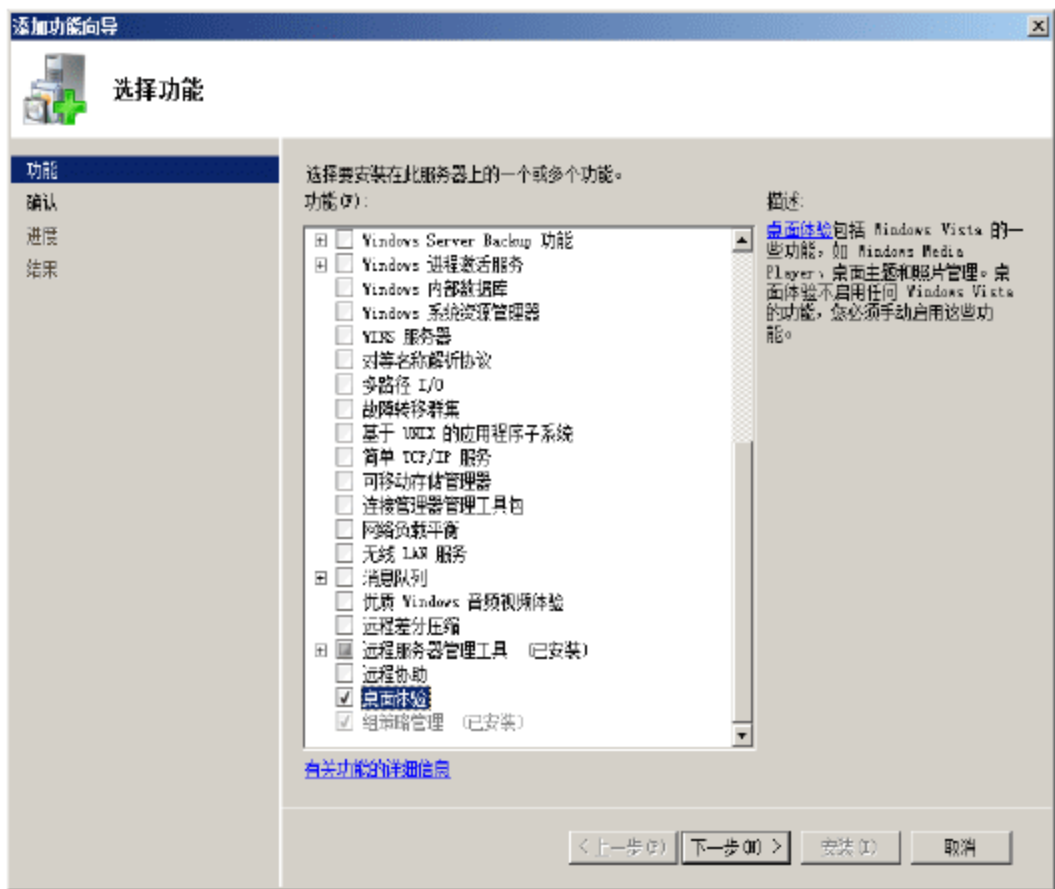 添加功能向导
选择功能
功能
确认
进度
结果
选择要安装在此服务器上的一个或多个功能。
功能(F):
Windows Server Backup 功能
Windows 进程激活服务
Windows 内部数据库
Windows 系统资源管理器
WINS 服务器
对等名称解析协议
多路径 I/O
故障转移群集
基于 UNIX 的应用程序子系统
简单 TCP/IP 服务
可移动存储管理器
连接管理器管理工具包
网络负载平衡
无线 LAN 服务
消息队列
优质 Windows 音频视频体验
远程差分压缩
远程服务器管理工具 (已安装)
远程协助
桌面体验
组策略管理 (已安装)
有关功能的详细信息
描述:
桌面体验包括 Windows Vista 的一
些功能，如 Windows Media
Player、桌面主题和照片管理。桌
面体验不启用任何 Windows Vista
的功能，您必须手动启用这些功
能。
< 上一步(P)
下一步(N) >
安装(I)
取消